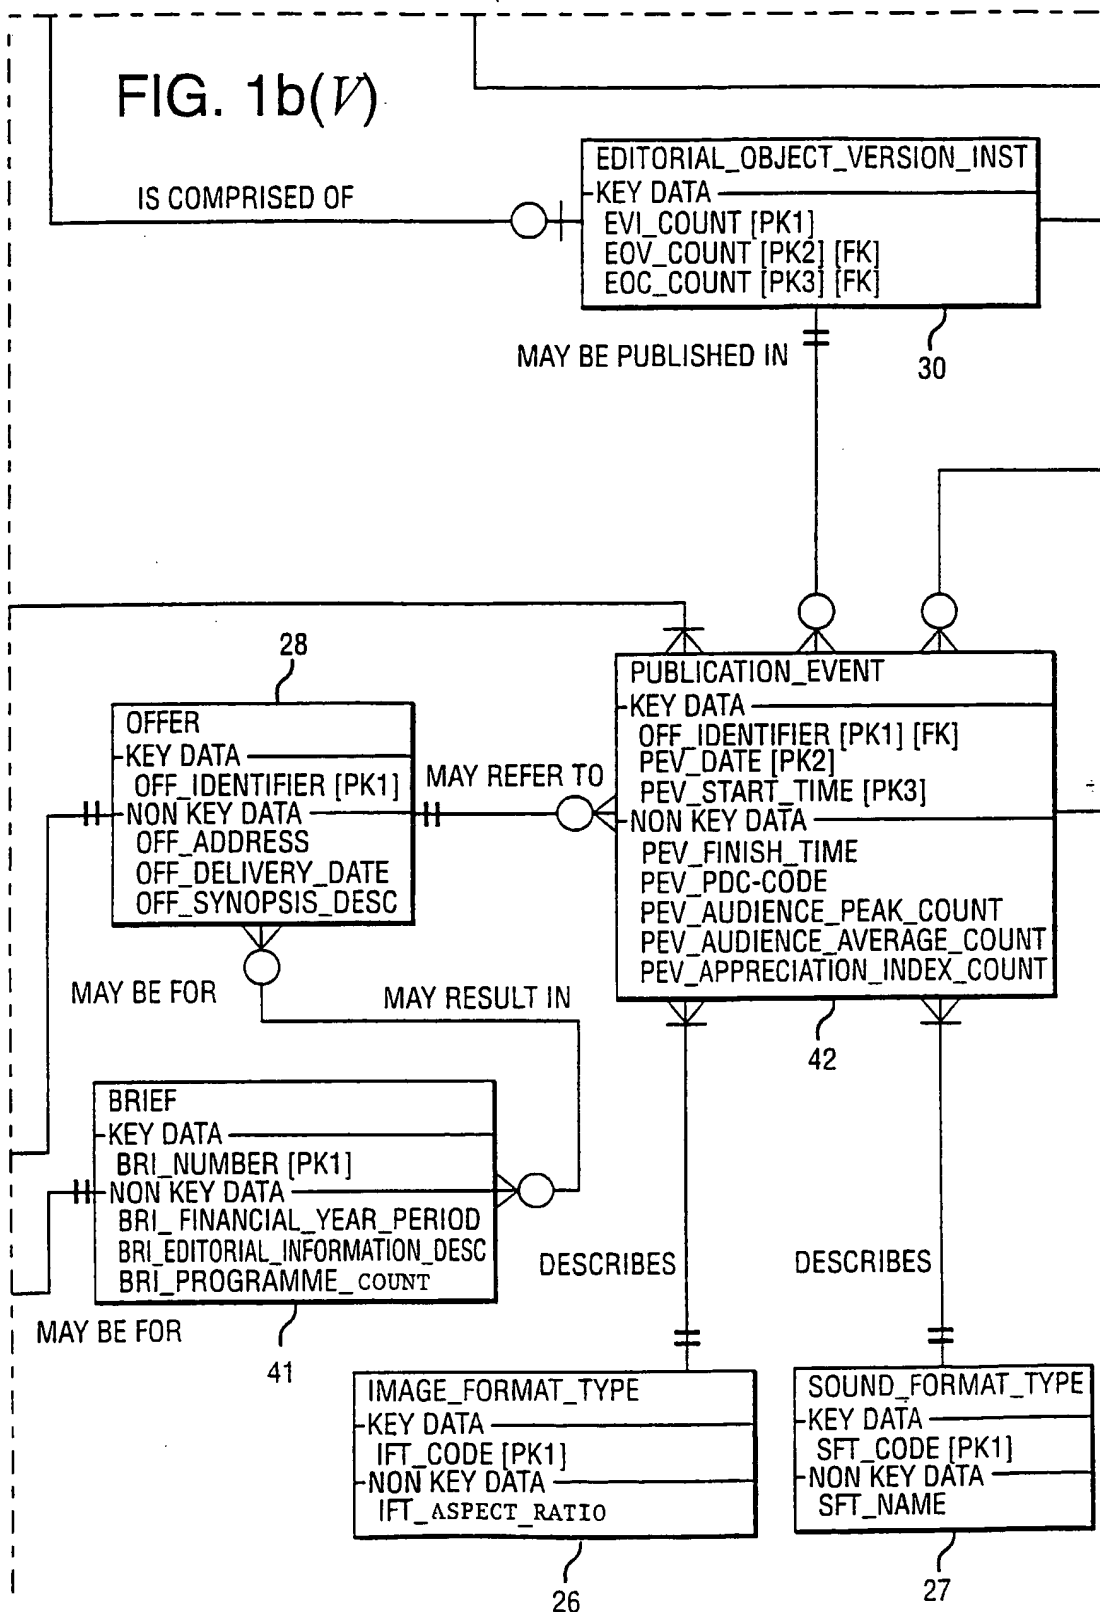 FIG. 1b(V)
EDITORIAL_OBJECT_VERSION_INST
KEY DATA
EVI_COUNT [PK1]
EOV_COUNT [PK2] [FK]
EOC_COUNT [PK3] [FK]
IS COMPRISED OF
30
MAY BE PUBLISHED IN
28
OFFER
KEY DATA
OFF_IDENTIFIER [PK1]
NON KEY DATA
OFF_ADDRESS
OFF_DELIVERY_DATE
OFF_SYNOPSIS_DESC
MAY REFER TO
PUBLICATION_EVENT
KEY DATA
OFF_IDENTIFIER [PK1] [FK]
PEV_DATE [PK2]
PEV_START_TIME [PK3]
NON KEY DATA
PEV_FINISH_TIME
PEV_PDC-CODE
PEV_AUDIENCE_PEAK_COUNT
PEV_AUDIENCE_AVERAGE_COUNT
PEV_APPRECIATION_INDEX_COUNT
42
MAY BE FOR
MAY RESULT IN
BRIEF
KEY DATA
BRI_NUMBER [PK1]
NON KEY DATA
BRI_FINANCIAL_YEAR_PERIOD
BRI_EDITORIAL_INFORMATION_DESC
BRI_PROGRAMME_COUNT
41
MAY BE FOR
DESCRIBES
DESCRIBES
IMAGE_FORMAT_TYPE
KEY DATA
IFT_CODE [PK1]
NON KEY DATA
IFT_ASPECT_RATIO
26
SOUND_FORMAT_TYPE
KEY DATA
SFT_CODE [PK1]
NON KEY DATA
SFT_NAME
27